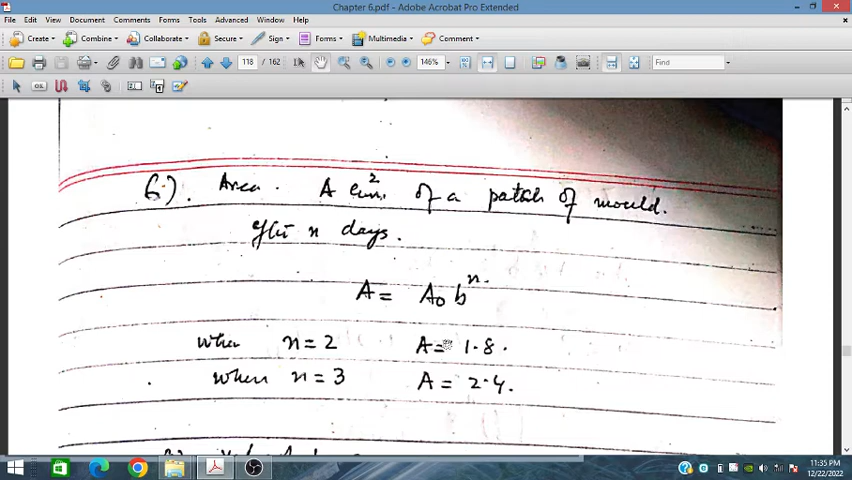 Chapter 6.pdf - Adobe Acrobat Pro Extended
File Edit View Document Comments Forms Tools Advanced Window Help
Create Combine Collaborate Secure Sign Forms Multimedia Comment
118 / 162 146% Find
6). Area. A cm². of a patch of mould.
after n days.
A = A₀ bⁿ.
when n = 2 A = 1.8.
when n = 3 A = 2.4.
11:35 PM
12/22/2022